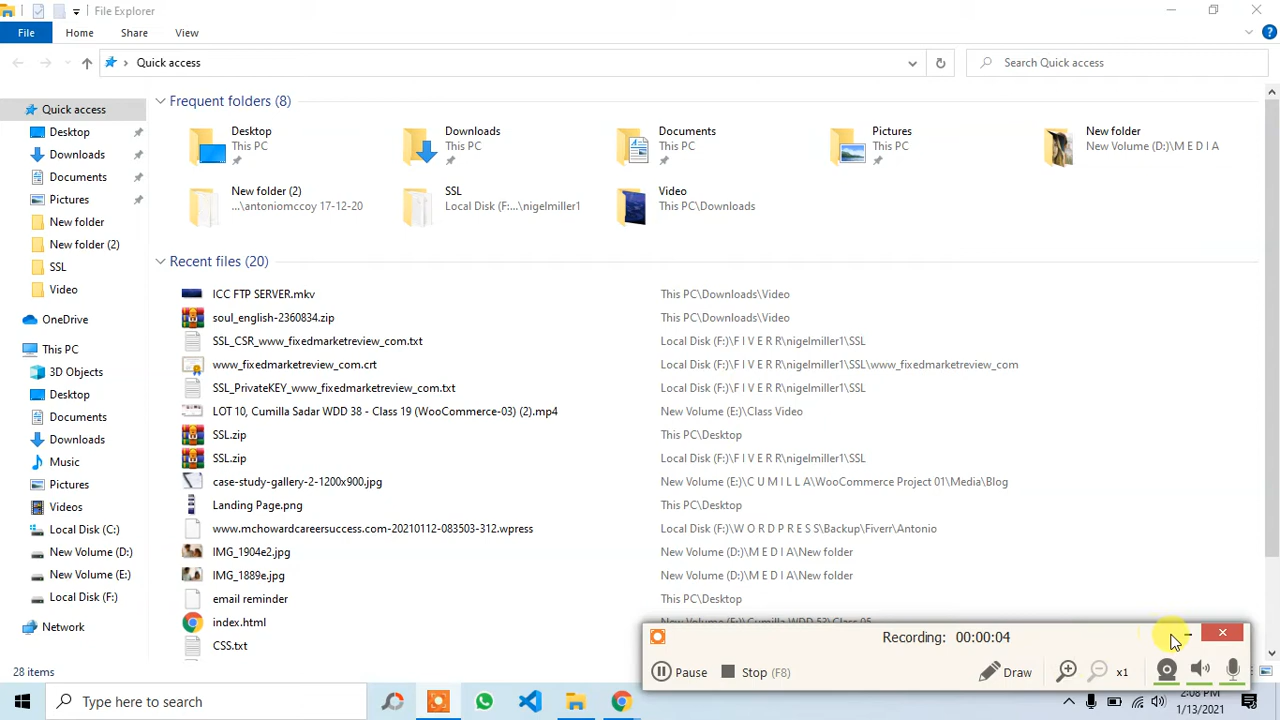 File Explorer
File Home Share View
Quick access Search Quick access
Quick access
Desktop
Downloads
Documents
Pictures
New folder
New folder (2)
SSL
Video
OneDrive
This PC
3D Objects
Desktop
Documents
Downloads
Music
Pictures
Videos
Local Disk (C:)
New Volume (D:)
New Volume (E:)
Local Disk (F:)
Network
Frequent folders (8)
Desktop
This PC
Downloads
This PC
Documents
This PC
Pictures
This PC
New folder
New Volume (D:)\M E D I A
New folder (2)
...\antoniomccoy 17-12-20
SSL
Local Disk (F:...\nigelmiller1
Video
This PC\Downloads
Recent files (20)
ICC FTP SERVER.mkv This PC\Downloads\Video
soul_english-2360834.zip This PC\Downloads\Video
SSL_CSR_www_fixedmarketreview_com.txt Local Disk (F:)\F I V E R R\nigelmiller1\SSL
www_fixedmarketreview_com.crt Local Disk (F:)\F I V E R R\nigelmiller1\SSL\www_fixedmarketreview_com
SSL_PrivateKEY_www_fixedmarketreview_com.txt Local Disk (F:)\F I V E R R\nigelmiller1\SSL
LOT 10, Cumilla Sadar WDD 34 - Class 19 (WooCommerce-03) (2).mp4 New Volume (E:)\Class Video
SSL.zip This PC\Desktop
SSL.zip Local Disk (F:)\F I V E R R\nigelmiller1\SSL
case-study-gallery-2-1200x900.jpg New Volume (E:)\C U M I L L A\WooCommerce Project 01\Media\Blog
Landing Page.png This PC\Desktop
www.mchowardcareersuccess.com-20210112-083503-312.wpress Local Disk (F:)\W O R D P R E S S\Backup\Fiverr\Antonio
IMG_1904e2.jpg New Volume (D:)\M E D I A\New folder
IMG_1889e.jpg New Volume (D:)\M E D I A\New folder
email reminder This PC\Desktop
index.html
CSS.txt
28 items
Recording: 00:00:04
Pause Stop (F8) Draw x1
Type here to search
2:08 PM
1/13/2021